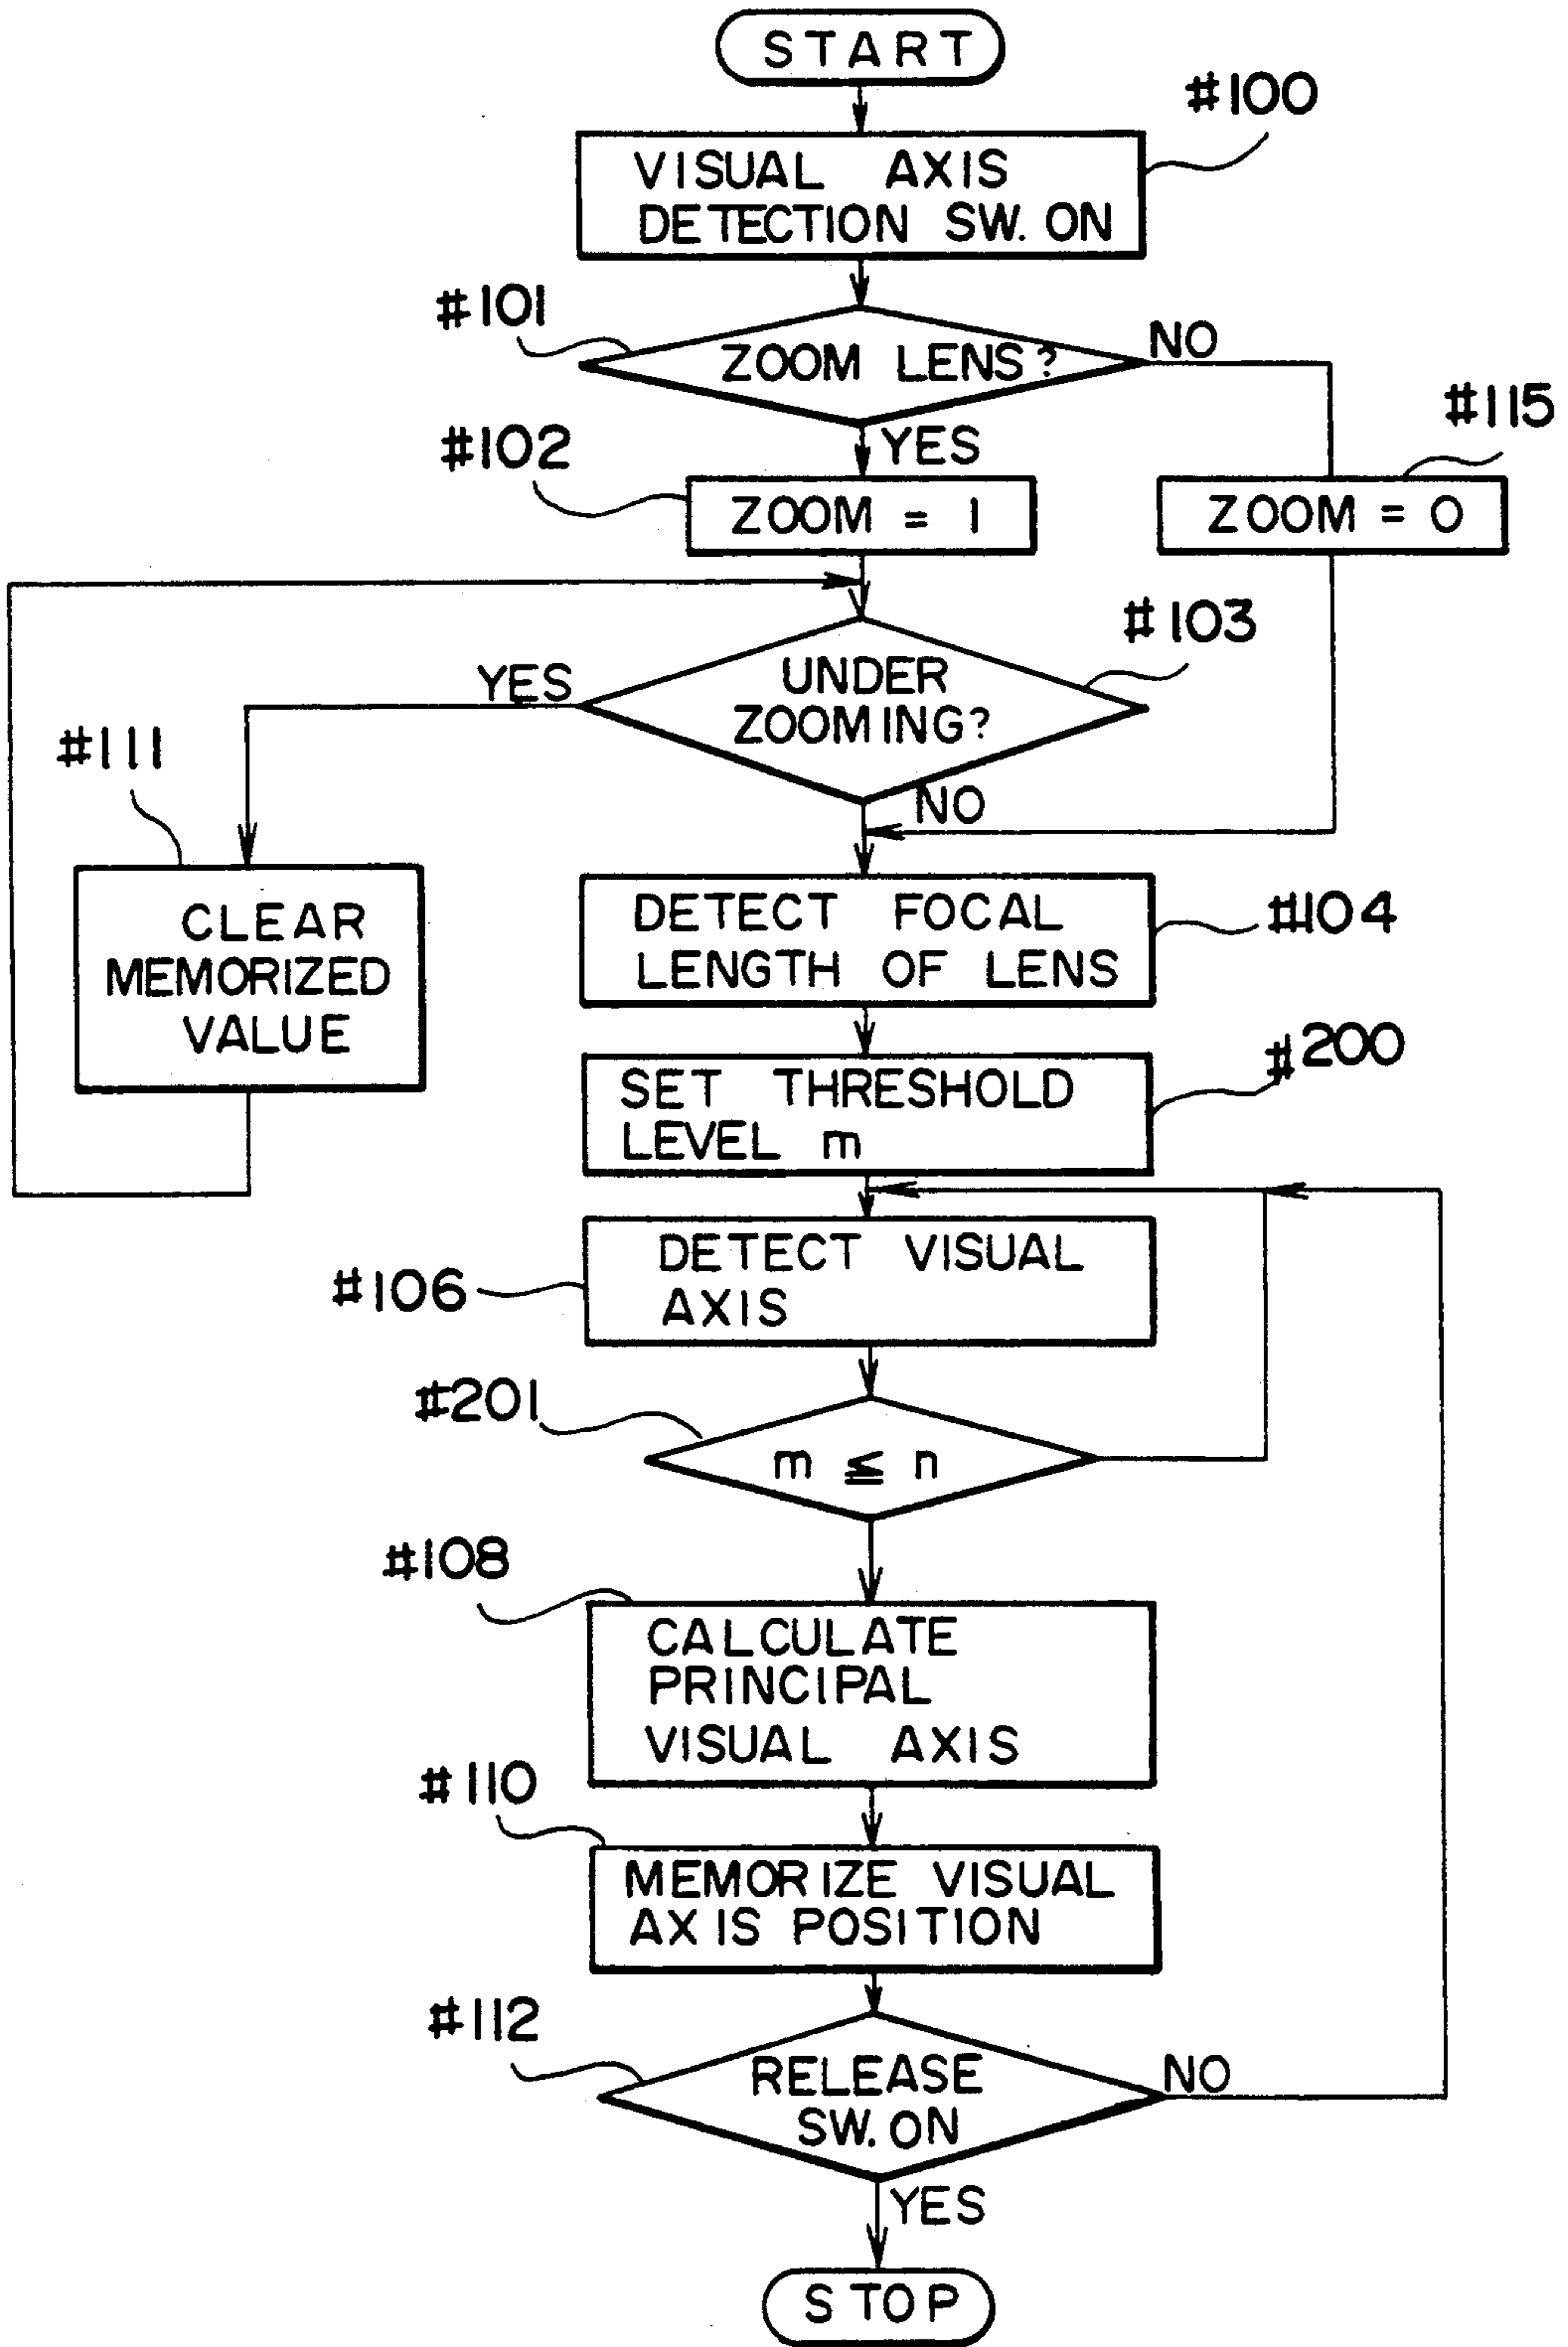 START
#100
VISUAL AXIS
DETECTION SW. ON
#101
ZOOM LENS?
NO
#115
YES
#102
ZOOM = 1
ZOOM = 0
#103
UNDER
ZOOMING?
YES
#111
NO
CLEAR
MEMORIZED
VALUE
DETECT FOCAL
LENGTH OF LENS
#104
SET THRESHOLD
LEVEL m
#200
DETECT VISUAL
AXIS
#106
#201
m ≦ n
#108
CALCULATE
PRINCIPAL
VISUAL AXIS
#110
MEMORIZE VISUAL
AXIS POSITION
#112
RELEASE
SW. ON
NO
YES
STOP